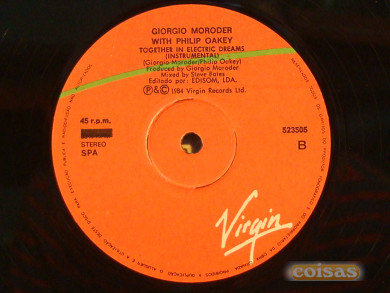 GIORGIO MORODER
WITH PHILIP OAKEY
TOGETHER IN ELECTRIC DREAMS
(INSTRUMENTAL)
(Giorgio Moroder/Philip Oakey)
Produced by Giorgio Moroder
Mixed by Steve Bates
Editado por: EDISOM, LDA.
Ⓟ&© 1984 Virgin Records Ltd.
45 r.p.m.
STEREO
SPA
523505
B
Virgin
coisas